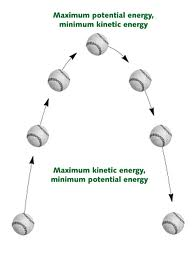 Maximum potential energy,
minimum kinetic energy
Maximum kinetic energy,
minimum potential energy